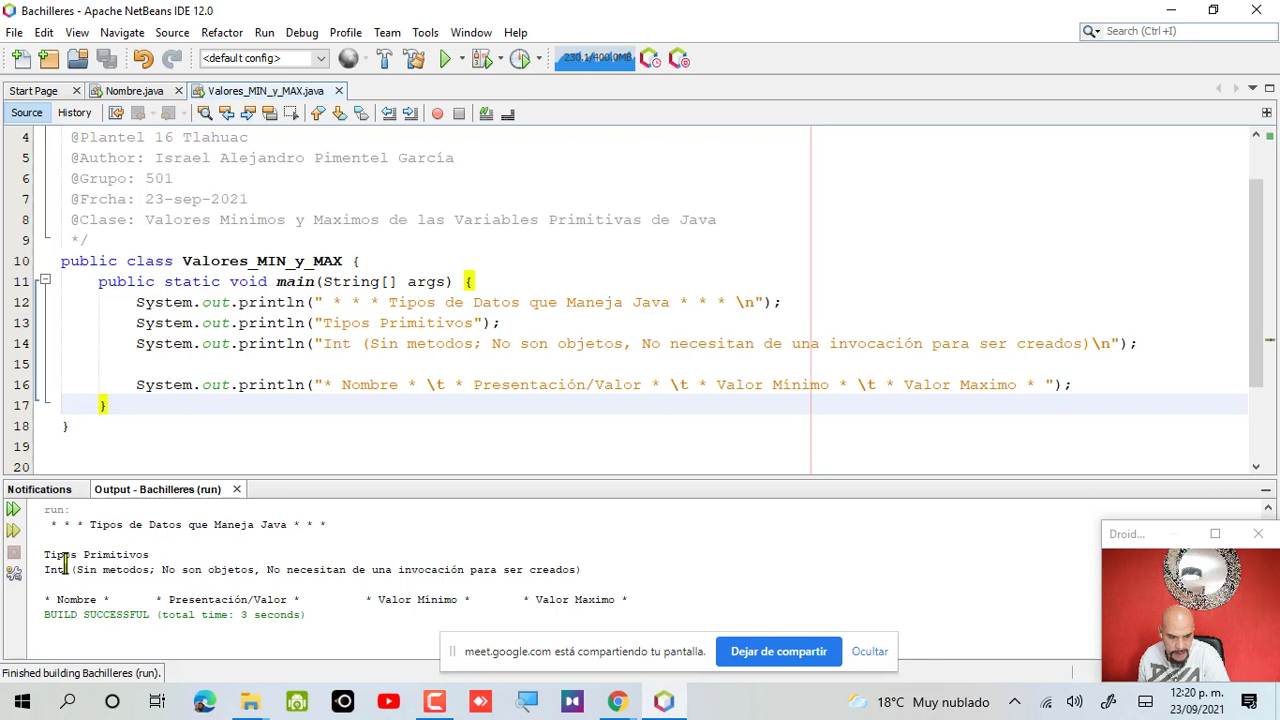 Bachilleres - Apache NetBeans IDE 12.0
File Edit View Navigate Source Refactor Run Debug Profile Team Tools Window Help
Search (Ctrl+I)
<default config>
230.1/400.0MB
Start Page Nombre.java Valores_MIN_y_MAX.java
Source History
4 @Plantel 16 Tlahuac
5 @Author: Israel Alejandro Pimentel García
6 @Grupo: 501
7 @Frcha: 23-sep-2021
8 @Clase: Valores Minimos y Maximos de las Variables Primitivas de Java
9 */
10 public class Valores_MIN_y_MAX {
11 public static void main(String[] args) {
12 System.out.println(" * * * Tipos de Datos que Maneja Java * * * \n");
13 System.out.println("Tipos Primitivos");
14 System.out.println("Int (Sin metodos; No son objetos, No necesitan de una invocación para ser creados)\n");
15
16 System.out.println("* Nombre * \t * Presentación/Valor * \t * Valor Mínimo * \t * Valor Maximo * ");
17 }
18 }
19
20
Notifications Output - Bachilleres (run)
run:
* * * Tipos de Datos que Maneja Java * * *
Tipos Primitivos
Int (Sin metodos; No son objetos, No necesitan de una invocación para ser creados)
* Nombre * * Presentación/Valor * * Valor Mínimo * * Valor Maximo *
BUILD SUCCESSFUL (total time: 3 seconds)
Droid...
meet.google.com está compartiendo tu pantalla. Dejar de compartir Ocultar
Finished building Bachilleres (run).
18°C Muy nublado
12:20 p. m.
23/09/2021